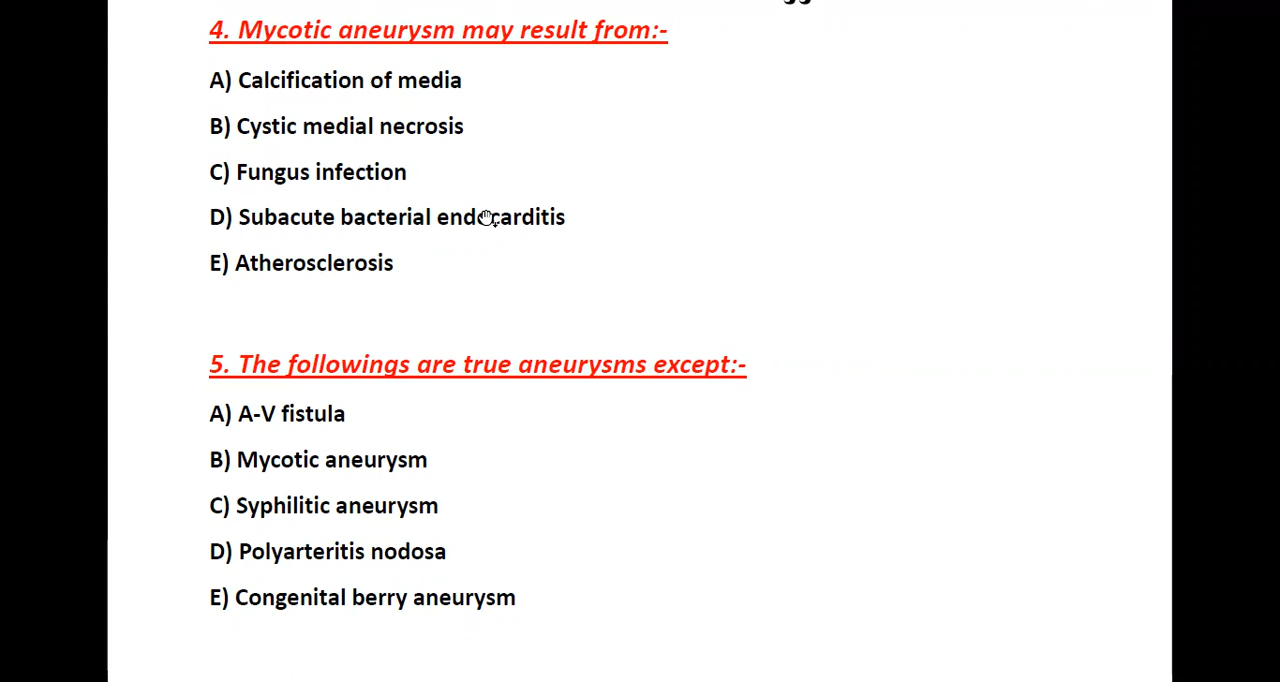 4. Mycotic aneurysm may result from:-
A) Calcification of media
B) Cystic medial necrosis
C) Fungus infection
D) Subacute bacterial endocarditis
E) Atherosclerosis
5. The followings are true aneurysms except:-
A) A-V fistula
B) Mycotic aneurysm
C) Syphilitic aneurysm
D) Polyarteritis nodosa
E) Congenital berry aneurysm